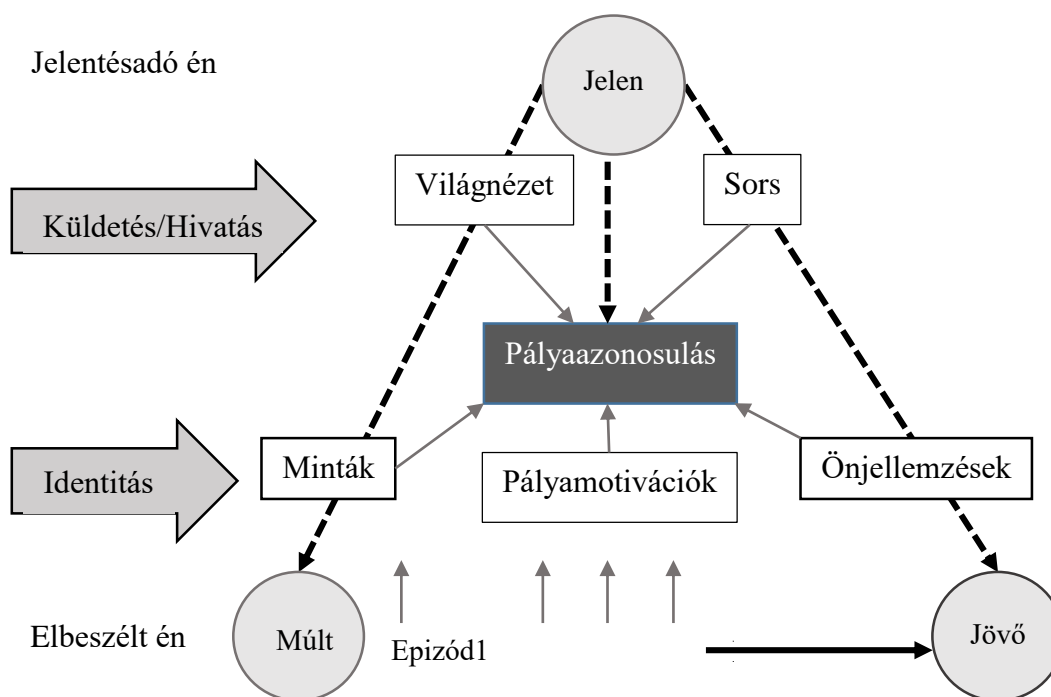 Jelentésadó én
Jelen
Világnézet
Sors
Küldetés/Hivatás
Pályaazonosulás
Minták
Önjellemzések
Identitás
Pályamotivációk
Elbeszélt én
Múlt
Epizód1
Jövő